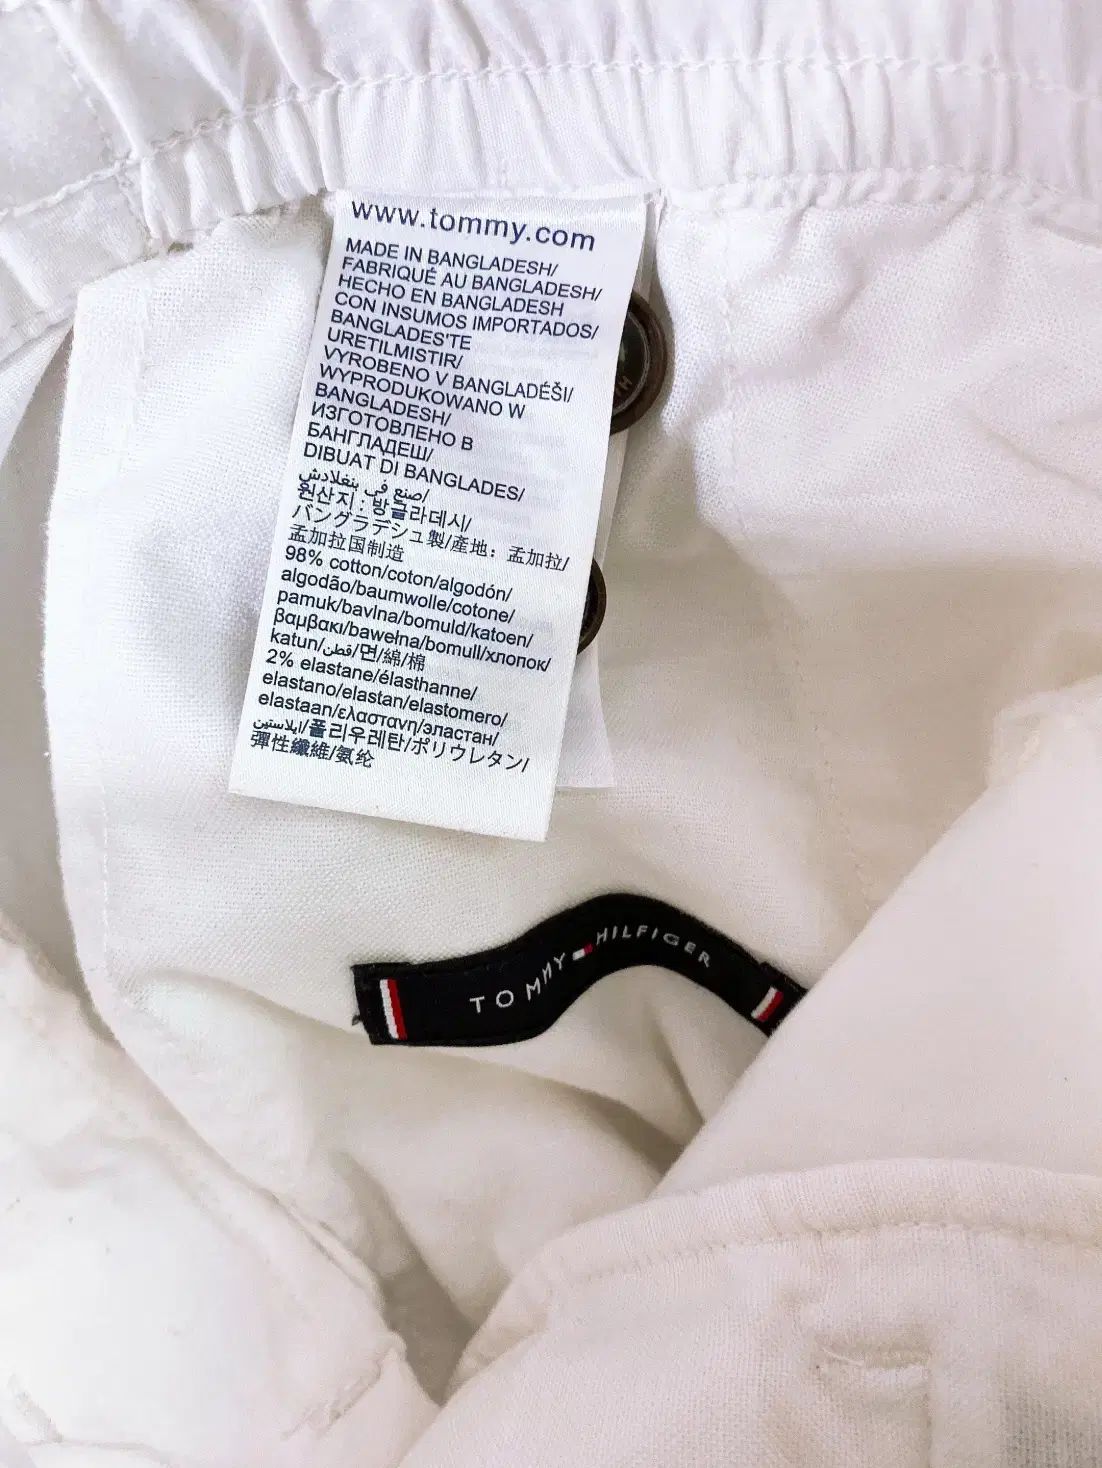 www.tommy.com
MADE IN BANGLADESH/
FABRIQUÉ AU BANGLADESH/
HECHO EN BANGLADESH
CON INSUMOS IMPORTADOS/
BANGLADES'TE
URETILMISTIR/
VYROBENO V BANGLADÉŠI/
WYPRODUKOWANO W
BANGLADESH/
ИЗГОТОВЛЕНО В
БАНГЛАДЕШ/
DIBUAT DI BANGLADES/
صنع في بنغلادش/
원산지 : 방글라데시/
バングラデシュ製/產地：孟加拉/
孟加拉国制造
98% cotton/coton/algodón/
algodão/baumwolle/cotone/
pamuk/bavlna/bomuld/katoen/
βαμβακι/bawełna/bomull/хлопок/
katun/قطن/면/綿/棉
2% elastane/élasthanne/
elastano/elastan/elastomero/
elastaan/ελαστανη/эластан/
ايلاستين/폴리우레탄/ポリウレタン/
彈性纖維/氨纶
TOMMY HILFIGER